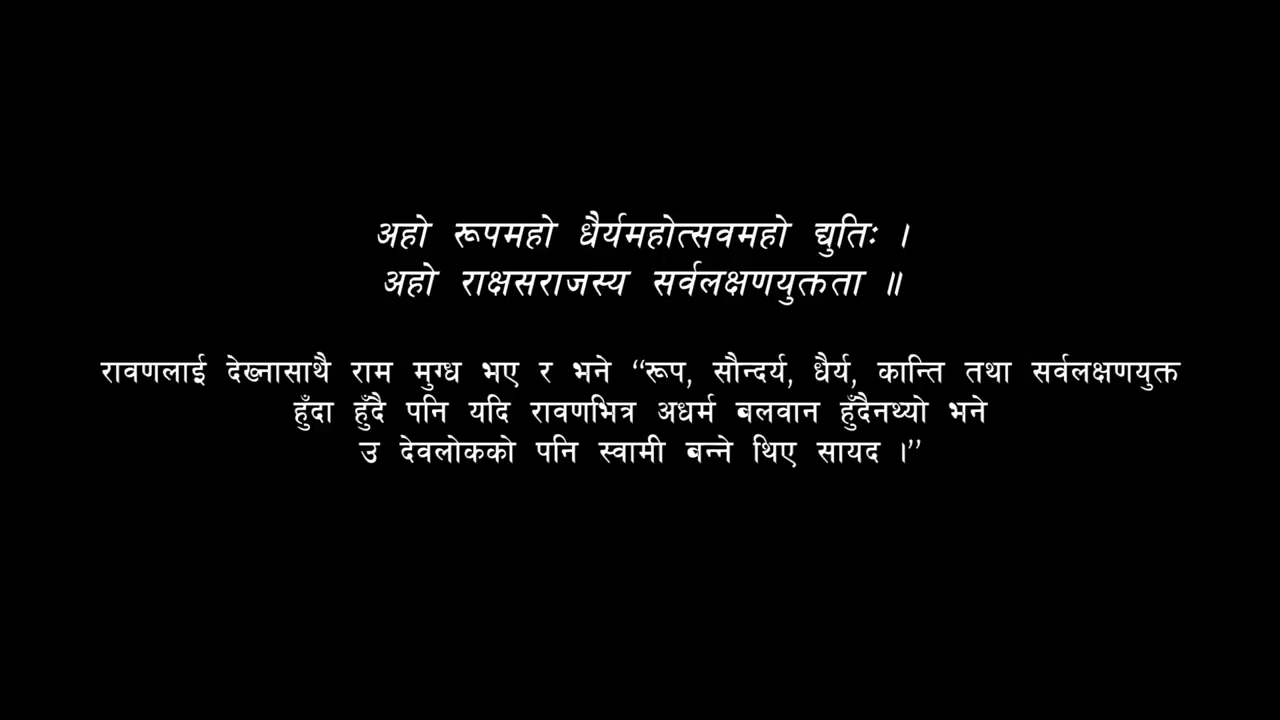 अहो रूपमहो धैर्यमहोत्सवमहो द्युतिः ।
अहो राक्षसराजस्य सर्वलक्षणयुक्तता ॥
रावणलाई देख्नासाथै राम मुग्ध भए र भने “रूप, सौन्दर्य, धैर्य, कान्ति तथा सर्वलक्षणयुक्त
हुँदा हुँदै पनि यदि रावणभित्र अधर्म बलवान हुँदैनथ्यो भने
उ देवलोकको पनि स्वामी बन्ने थिए सायद ।”